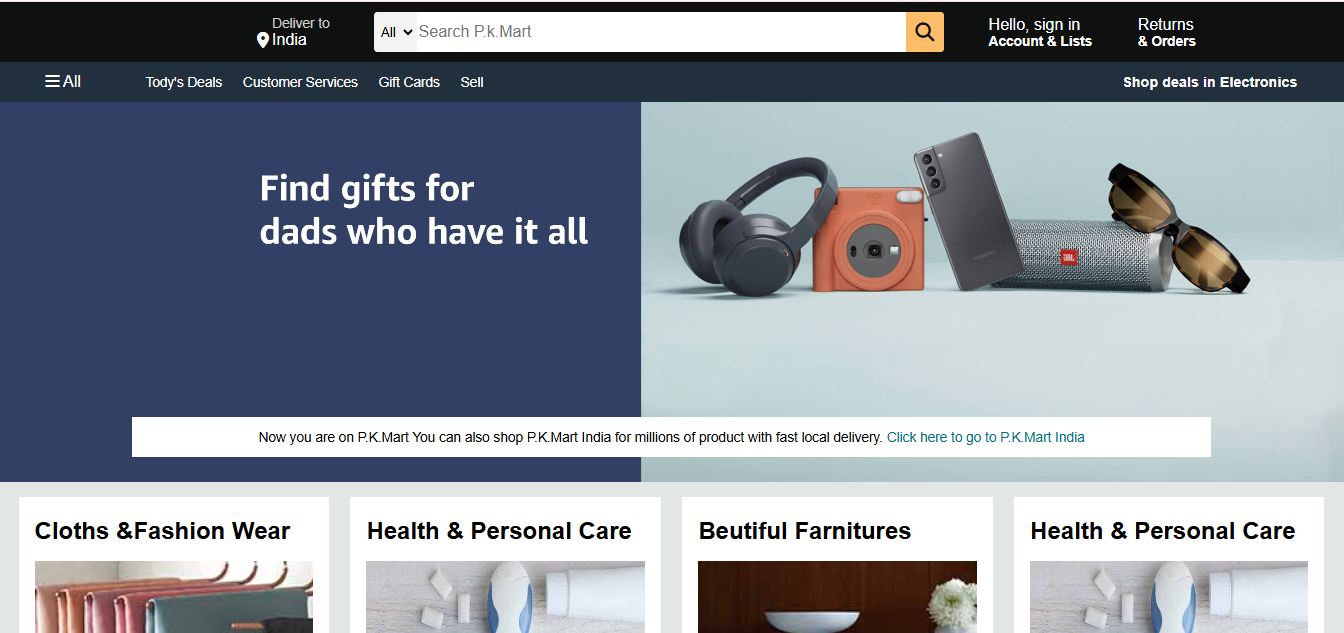 Deliver to
India
All
Search P.k.Mart
Hello, sign in
Account & Lists
Returns
& Orders
All
Tody's Deals
Customer Services
Gift Cards
Sell
Shop deals in Electronics
Find gifts for
dads who have it all
SAMSUNG
JBL
Now you are on P.K.Mart You can also shop P.K.Mart India for millions of product with fast local delivery. Click here to go to P.K.Mart India
Cloths &Fashion Wear
Health & Personal Care
Beutiful Farnitures
Health & Personal Care